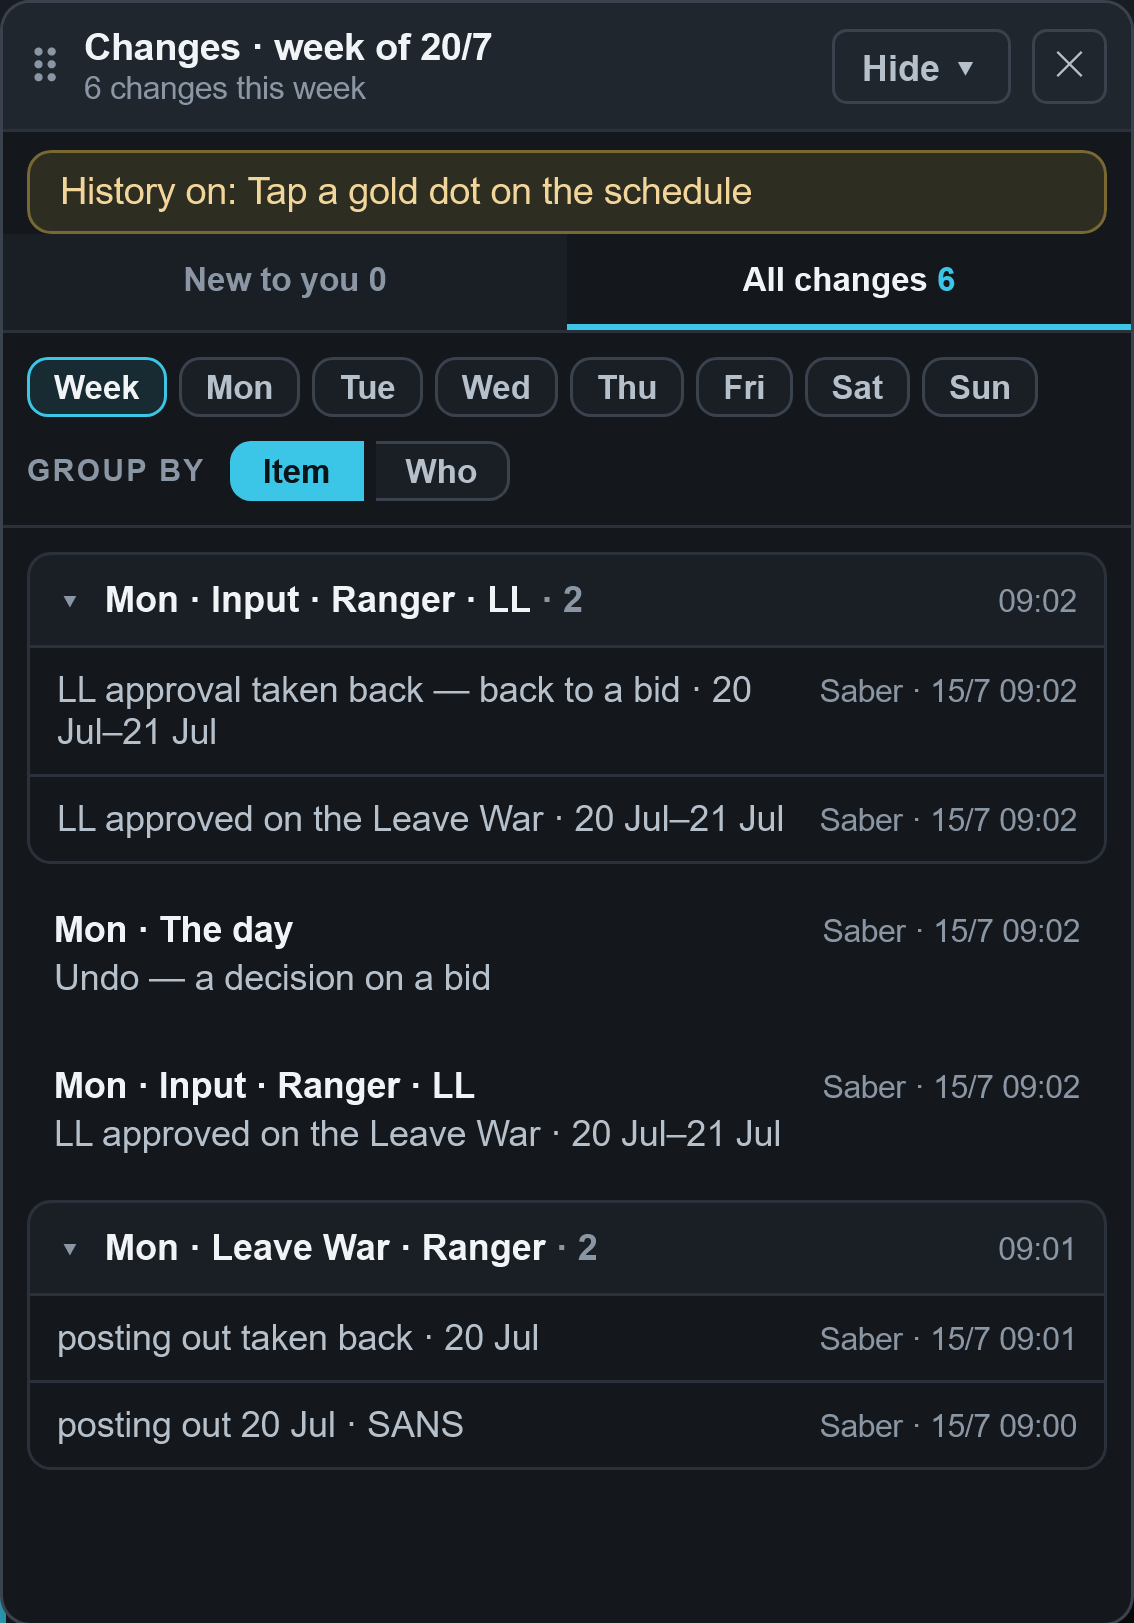 Changes · week of 20/7
6 changes this week
Hide ▼
History on: Tap a gold dot on the schedule
New to you 0
All changes 6
Week Mon Tue Wed Thu Fri Sat Sun
GROUP BY Item Who
▼ Mon · Input · Ranger · LL · 2 09:02
LL approval taken back — back to a bid · 20 Saber · 15/7 09:02
Jul–21 Jul
LL approved on the Leave War · 20 Jul–21 Jul Saber · 15/7 09:02
Mon · The day Saber · 15/7 09:02
Undo — a decision on a bid
Mon · Input · Ranger · LL Saber · 15/7 09:02
LL approved on the Leave War · 20 Jul–21 Jul
▼ Mon · Leave War · Ranger · 2 09:01
posting out taken back · 20 Jul Saber · 15/7 09:01
posting out 20 Jul · SANS Saber · 15/7 09:00